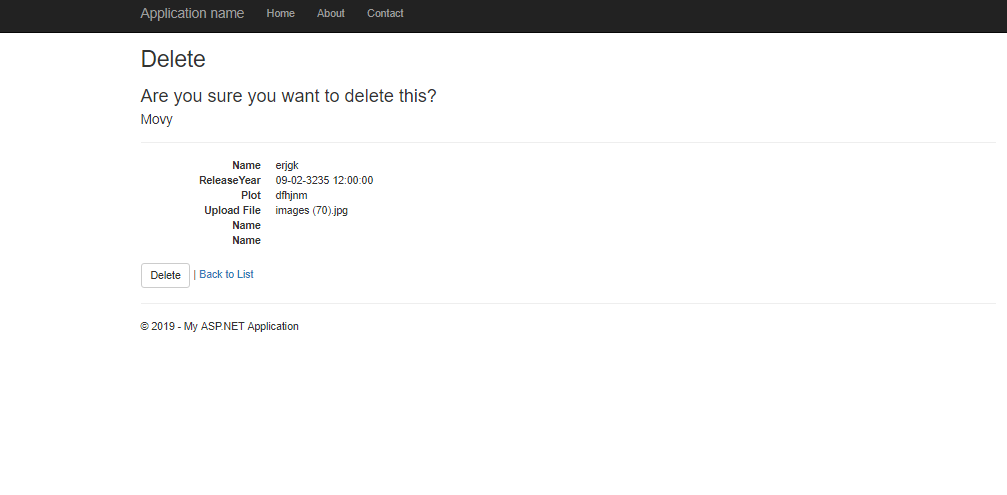 Application name Home About Contact
Delete
Are you sure you want to delete this?
Movy
Name erjgk
ReleaseYear 09-02-3235 12:00:00
Plot dfhjnm
Upload File images (70).jpg
Name
Name
Delete | Back to List
© 2019 - My ASP.NET Application